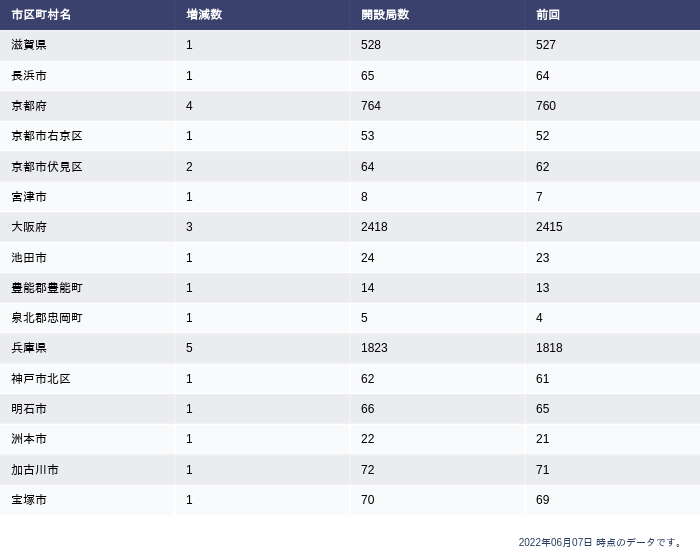 市区町村名 増減数 開設局数 前回
滋賀県 1 528 527
長浜市 1 65 64
京都府 4 764 760
京都市右京区 1 53 52
京都市伏見区 2 64 62
宮津市 1 8 7
大阪府 3 2418 2415
池田市 1 24 23
豊能郡豊能町 1 14 13
泉北郡忠岡町 1 5 4
兵庫県 5 1823 1818
神戸市北区 1 62 61
明石市 1 66 65
洲本市 1 22 21
加古川市 1 72 71
宝塚市 1 70 69
2022年06月07日 時点のデータです。